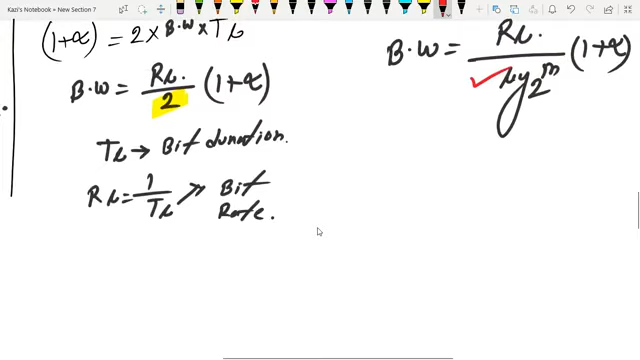 Kazi's Notebook » New Section 7
(1+α) = 2 × B.W × Tb
B.W = Rb. / 2 (1+α)
Tb → Bit duration.
Rb = 1 / Tb » Bit Rate.
B.W = Rb. / log2 m (1+α)